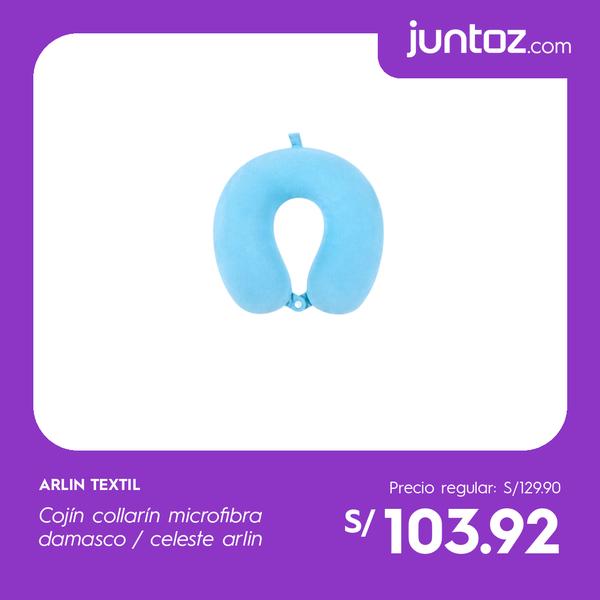 juntoz.com
ARLIN TEXTIL
Cojín collarín microfibra
damasco / celeste arlin
Precio regular: S/129.90
S/ 103.92